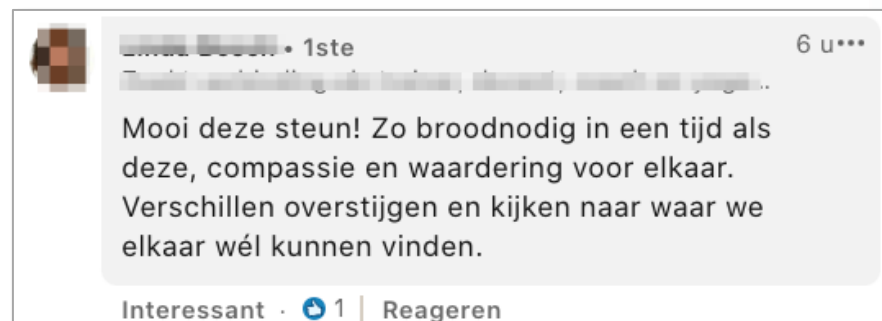 • 1ste
6 u•••
Mooi deze steun! Zo broodnodig in een tijd als
deze, compassie en waardering voor elkaar.
Verschillen overstijgen en kijken naar waar we
elkaar wél kunnen vinden.
Interessant · 1 | Reageren